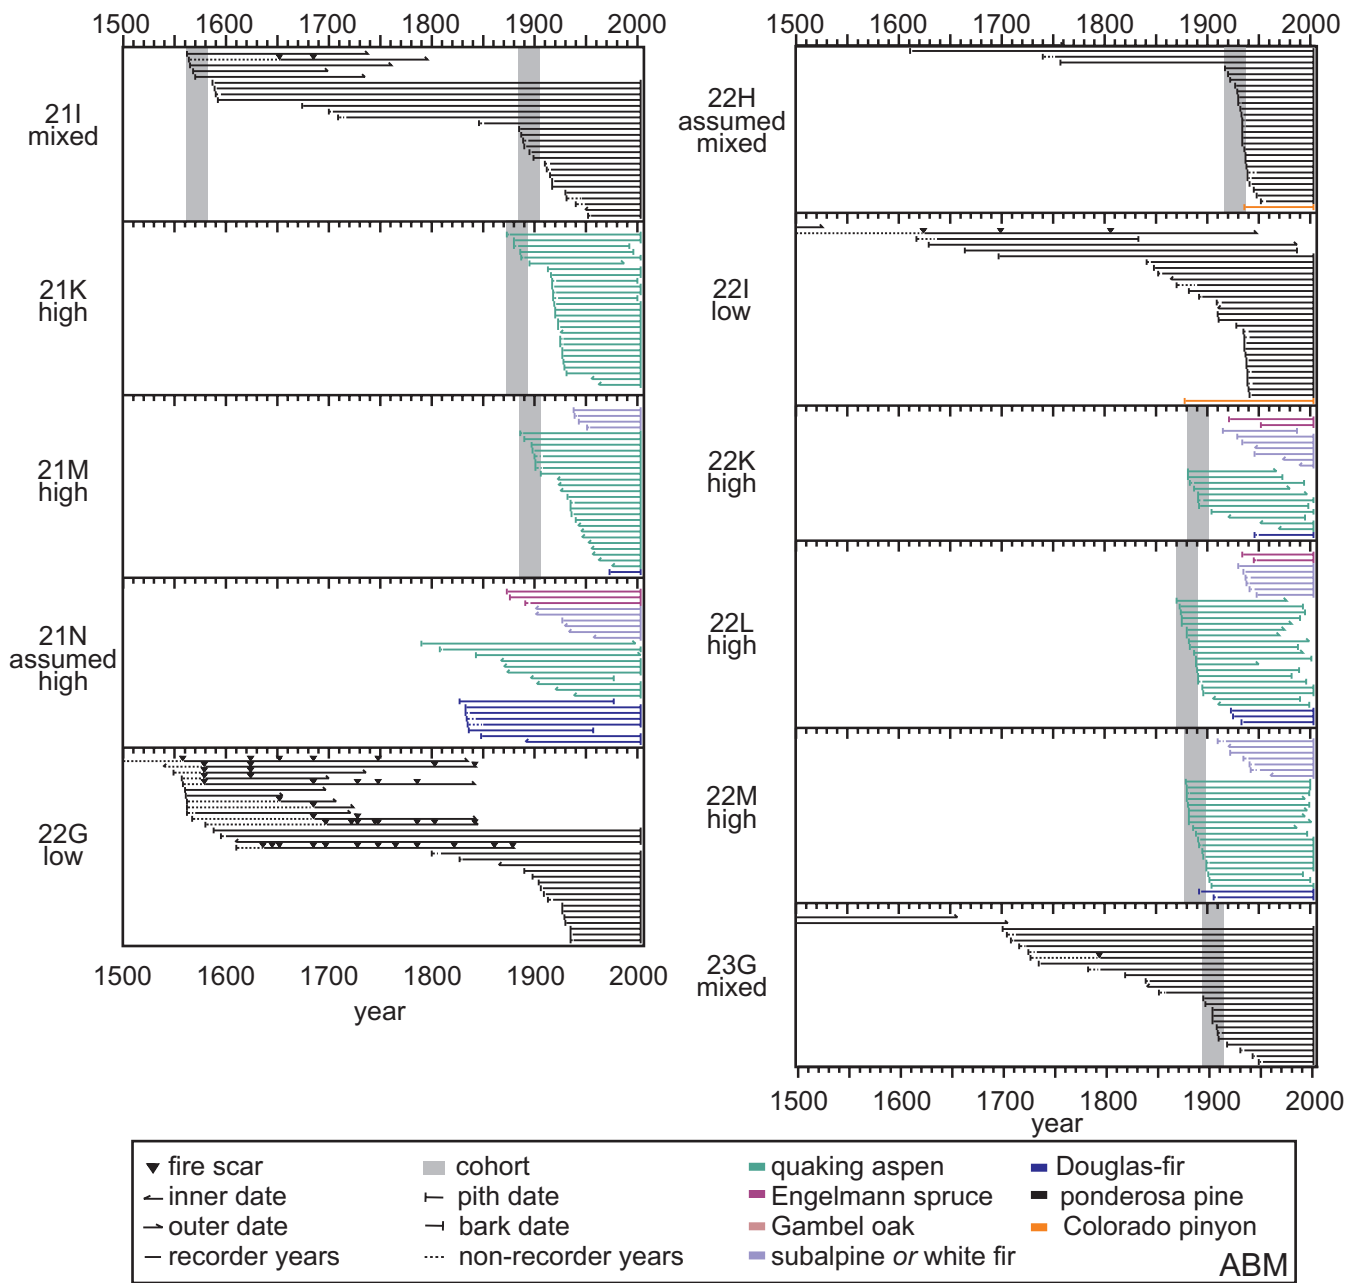 1500 1600 1700 1800 1900 2000
1500 1600 1700 1800 1900 2000
21I
mixed
21K
high
21M
high
21N
assumed
high
22G
low
1500 1600 1700 1800 1900 2000
year
22H
assumed
mixed
22I
low
22K
high
22L
high
22M
high
23G
mixed
1500 1600 1700 1800 1900 2000
year
fire scar
inner date
outer date
recorder years
cohort
pith date
bark date
non-recorder years
quaking aspen
Engelmann spruce
Gambel oak
subalpine or white fir
Douglas-fir
ponderosa pine
Colorado pinyon
ABM